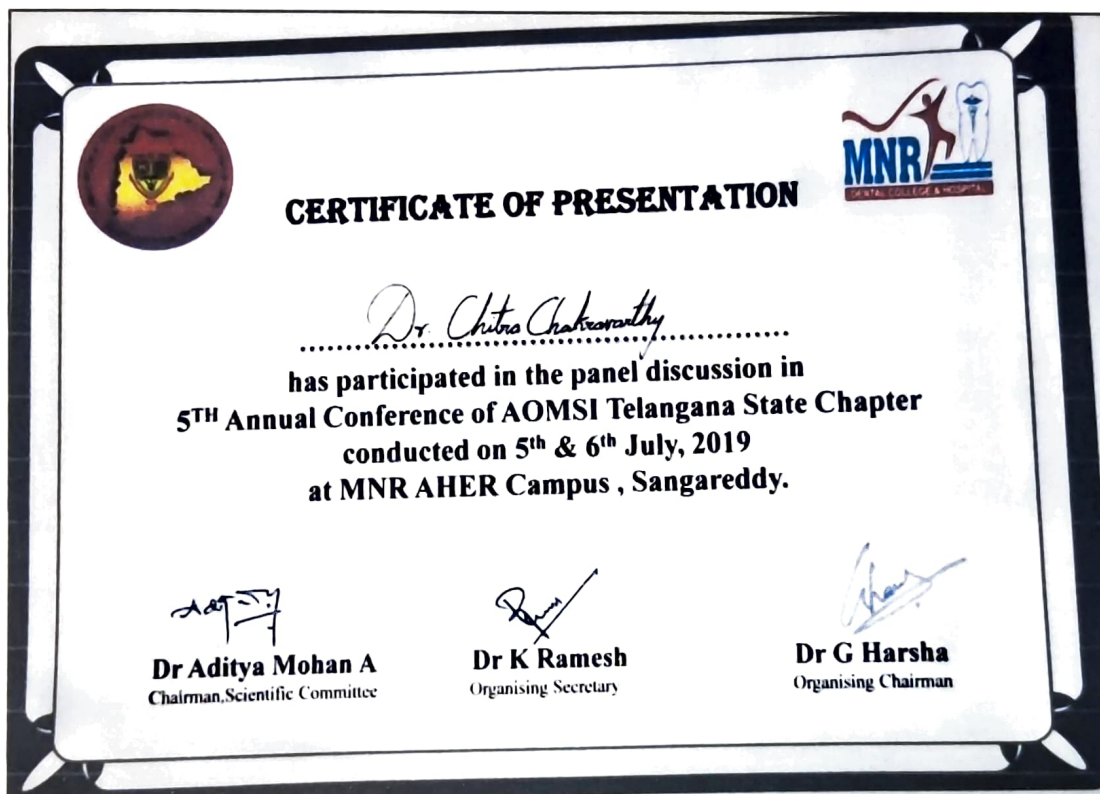 MNR
DENTAL COLLEGE & HOSPITAL
CERTIFICATE OF PRESENTATION
Dr. Chitra Chakravarthy
has participated in the panel discussion in
5TH Annual Conference of AOMSI Telangana State Chapter
conducted on 5th & 6th July, 2019
at MNR AHER Campus , Sangareddy.
Dr Aditya Mohan A
Chairman,Scientific Committee
Dr K Ramesh
Organising Secretary
Dr G Harsha
Organising Chairman